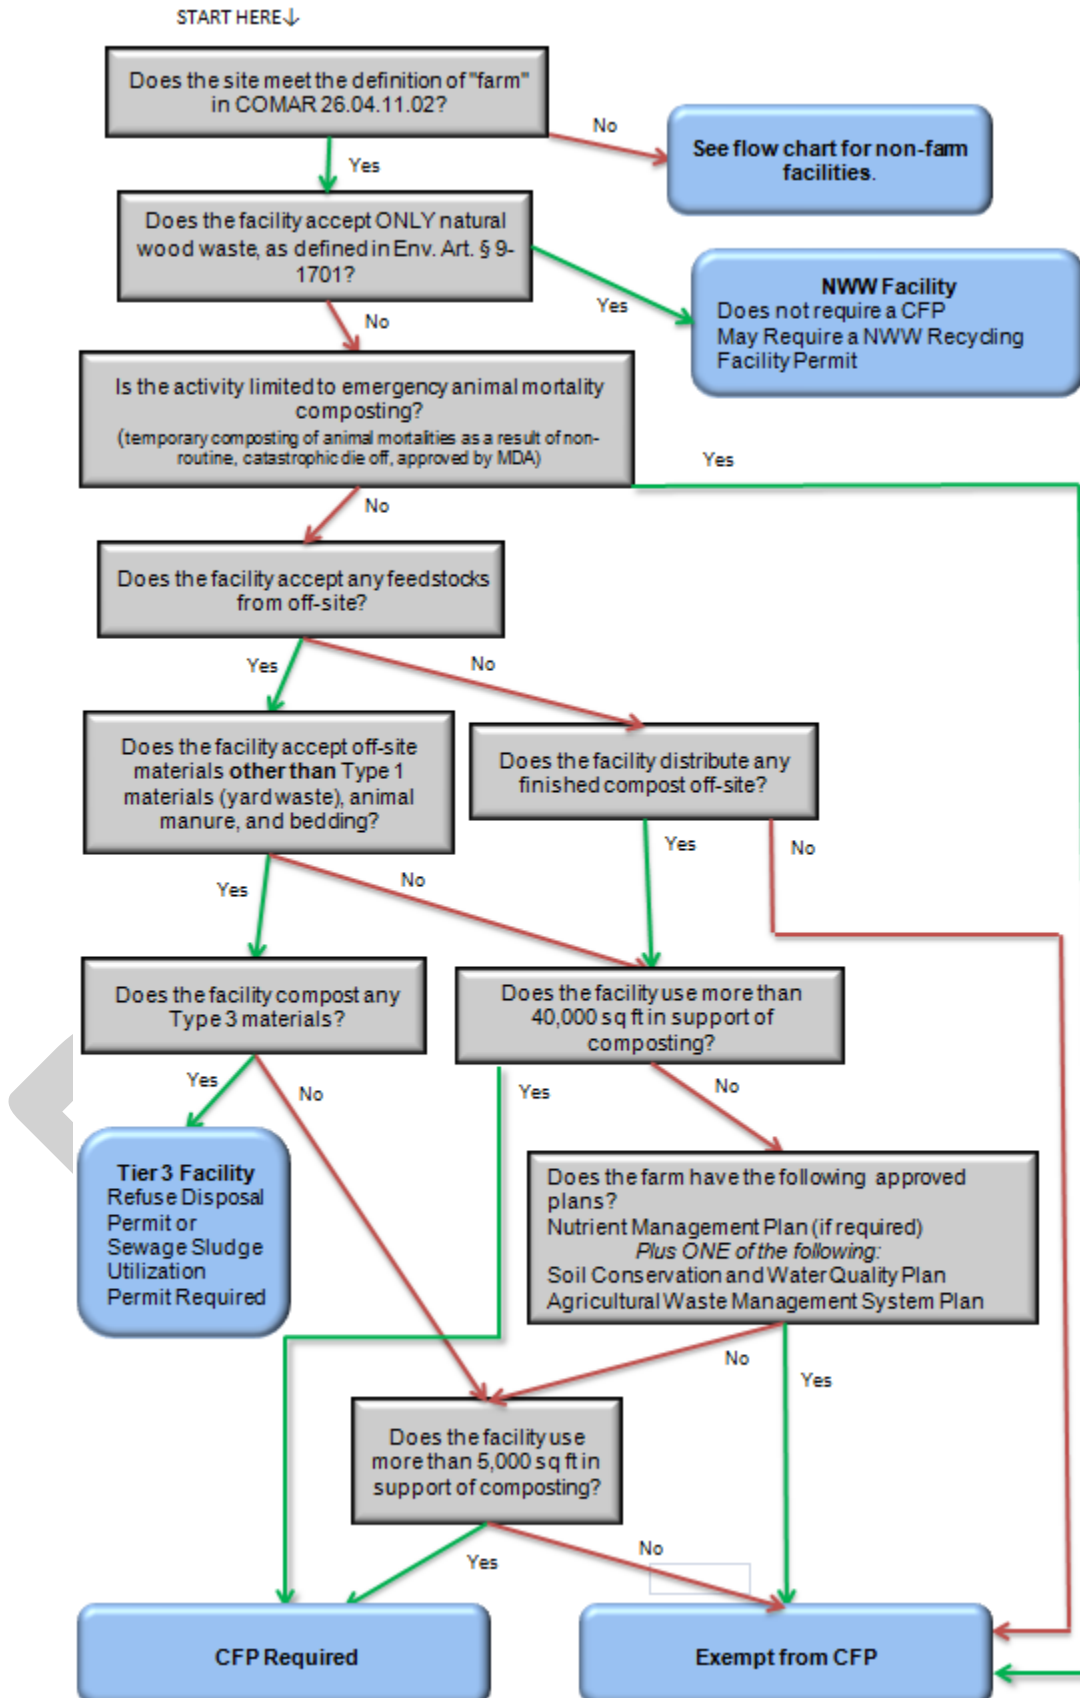 START HERE↓
Does the site meet the definition of "farm"
in COMAR 26.04.11.02?
No
See flow chart for non-farm
facilities.
Yes
Does the facility accept ONLY natural
wood waste, as defined in Env. Art. § 9-
1701?
Yes
NWW Facility
Does not require a CFP
May Require a NWW Recycling
Facility Permit
No
Is the activity limited to emergency animal mortality
composting?
(temporary composting of animal mortalities as a result of non-
routine, catastrophic die off, approved by MDA)
Yes
No
Does the facility accept any feedstocks
from off-site?
Yes
No
Does the facility accept off-site
materials other than Type 1
materials (yard waste), animal
manure, and bedding?
Does the facility distribute any
finished compost off-site?
Yes
No
Yes
No
Does the facility compost any
Type 3 materials?
Does the facility use more than
40,000 sq ft in support of
composting?
Yes
No
Yes
No
Tier 3 Facility
Refuse Disposal
Permit or
Sewage Sludge
Utilization
Permit Required
Does the farm have the following approved
plans?
Nutrient Management Plan (if required)
Plus ONE of the following:
Soil Conservation and Water Quality Plan
Agricultural Waste Management System Plan
No
Yes
Does the facility use
more than 5,000 sq ft in
support of composting?
Yes
No
CFP Required
Exempt from CFP